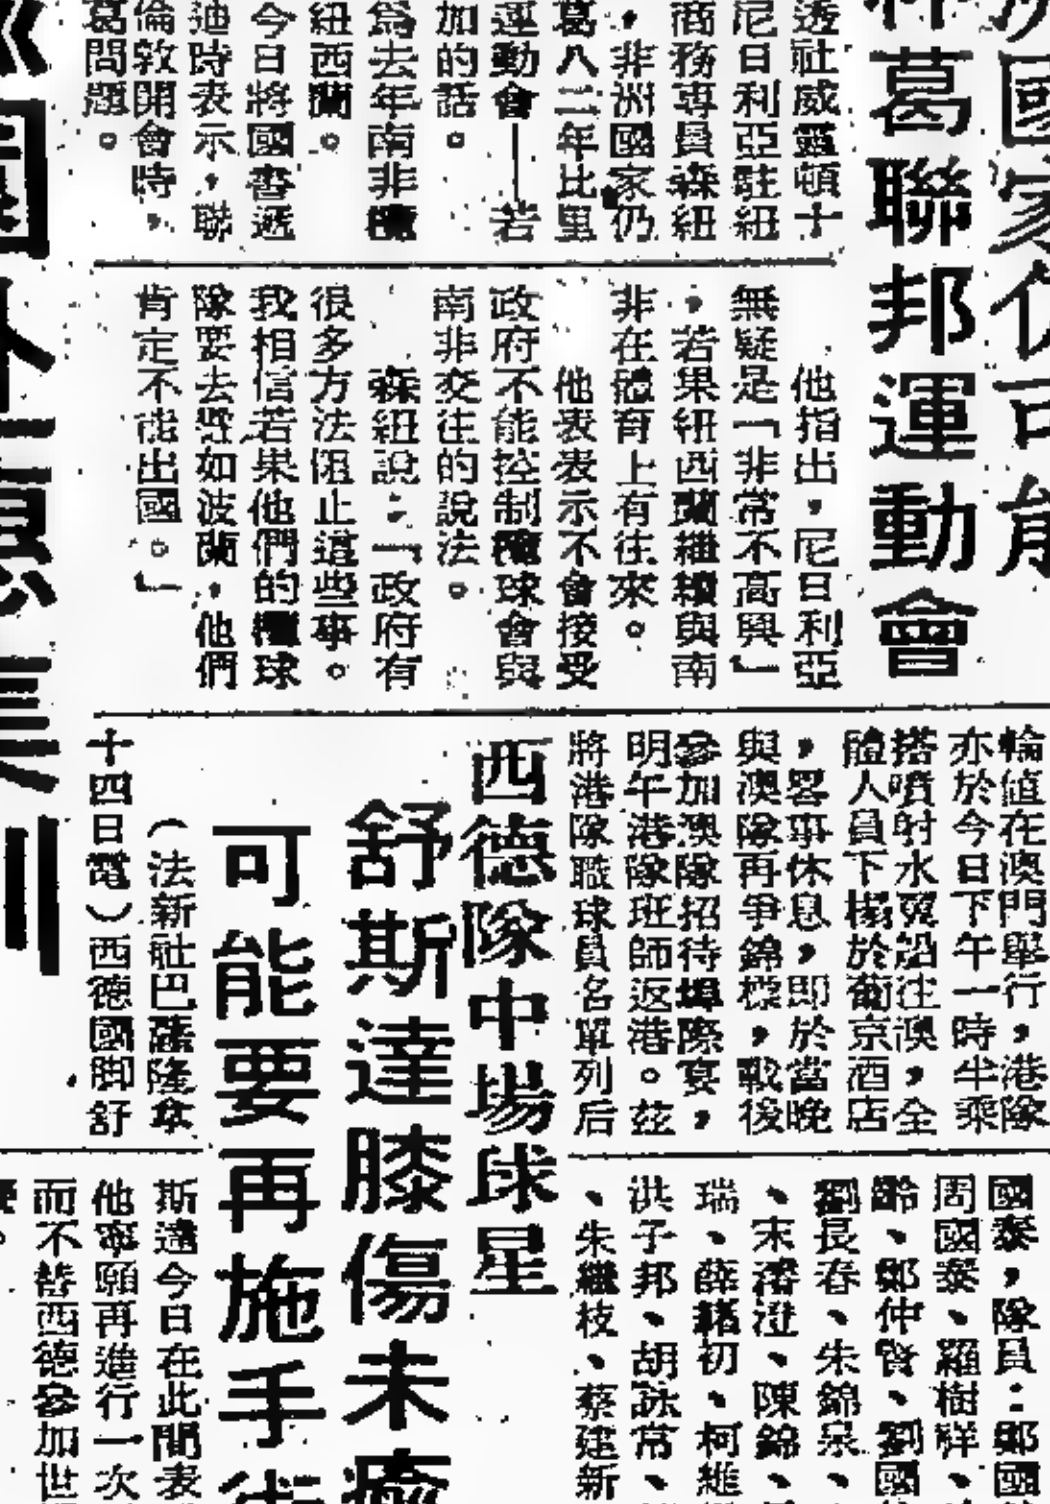 國家仍可能
葛聯邦運動會
透社威靈頓十
尼日利亞駐紐
商務專員森紐
，非洲國家仍
葛八二年比里
運動會——若
加的話。
爲去年南非欖
紐西蘭。
今日將國書遞
迪時表示，聯
倫敦開會時，
葛問題。
他指出，尼日利亞
無疑是「非常不高興」
，若果紐西蘭繼續與南
非在體育上有往來。
他表表示不會接受
政府不能控制欖球會與
南非交往的說法。
森紐說：「政府有
很多方法阻止這些事。
我相信若果他們的欖球
隊要去譬如波蘭，他們
肯定不能出國。」
輪值在澳門舉行，港隊
亦於今日下午一時半乘
搭噴射水翼船往澳，全
體人員下榻於葡京酒店
，畧事休息，即於當晚
與澳隊再爭錦標，戰後
參加澳隊招待埠際宴，
明午港隊班師返港。茲
將港隊職球員名單列后
國泰，隊員：鄭國
周國泰、羅樹祥、
齡、鄭仲賢、劉國
劉長春、朱錦泉、
、宋潘澄、陳錦、
瑞、薛緒初、柯維
洪子邦、胡詠常、
、朱繼枝、蔡建新
西德隊中場球星
舒斯達膝傷未癒
可能要再施手術
（法新社巴塞隆拿
十四日電）西德國脚舒
斯達今日在此間表
他寧願再進行一次
而不替西德參加世
集訓